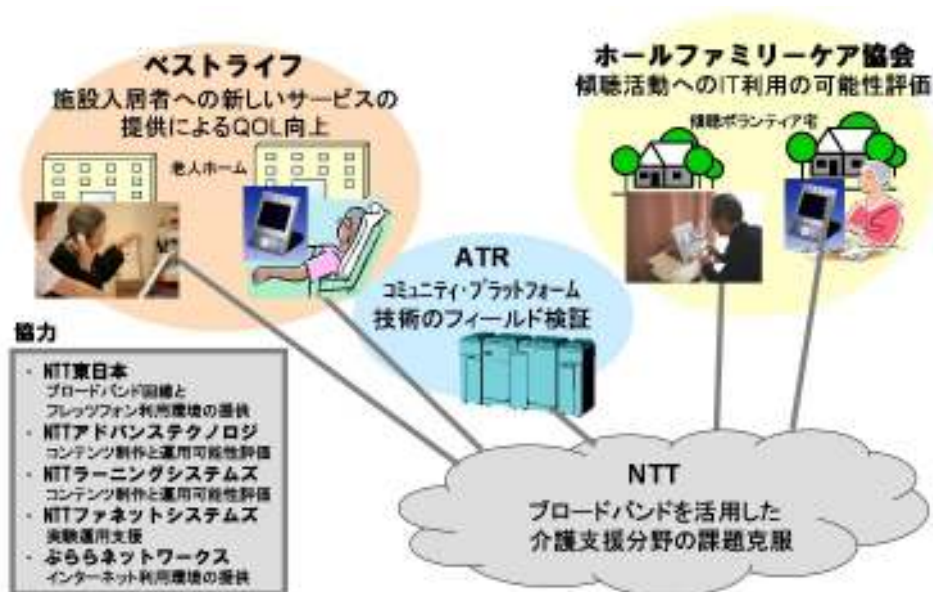 ベストライフ
施設入居者への新しいサービスの
提供によるQOL向上
老人ホーム
ホールファミリーケア協会
傾聴活動へのIT利用の可能性評価
傾聴ボランティア宅
ATR
コミュニティ・プラットフォーム
技術のフィールド検証
協力
・ NTT東日本
ブロードバンド回線と
フレッツフォン利用環境の提供
・ NTTアドバンステクノロジ
コンテンツ制作と運用可能性評価
・ NTTラーニングシステムズ
コンテンツ制作と運用可能性評価
・ NTTファネットシステムズ
実験運用支援
・ ぷららネットワークス
インターネット利用環境の提供
NTT
ブロードバンドを活用した
介護支援分野の課題克服